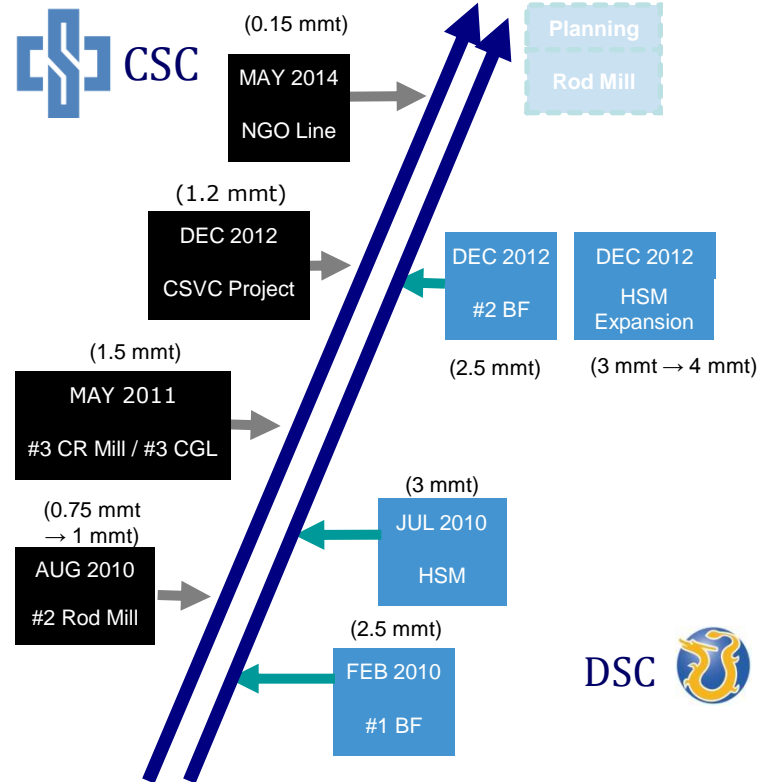 (0.15 mmt)
Planning
Rod Mill
CSC
MAY 2014
NGO Line
(1.2 mmt)
DEC 2012
CSVC Project
DEC 2012
#2 BF
DEC 2012
HSM
Expansion
(1.5 mmt)
(2.5 mmt)
(3 mmt → 4 mmt)
MAY 2011
#3 CR Mill / #3 CGL
(0.75 mmt
→ 1 mmt)
(3 mmt)
JUL 2010
HSM
AUG 2010
#2 Rod Mill
(2.5 mmt)
FEB 2010
#1 BF
DSC